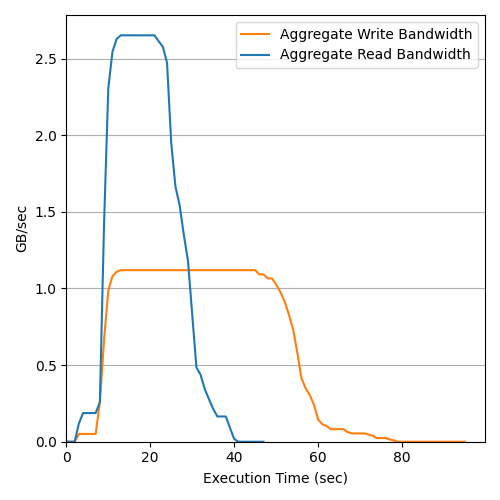 Aggregate Write Bandwidth
Aggregate Read Bandwidth
GB/sec
2.5
2.0
1.5
1.0
0.5
0.0
0 20 40 60 80
Execution Time (sec)